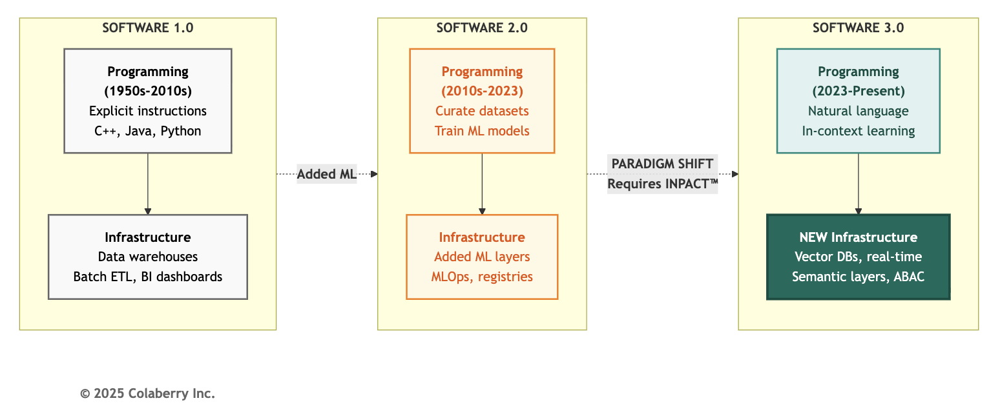 SOFTWARE 1.0
Programming
(1950s-2010s)
Explicit instructions
C++, Java, Python
Infrastructure
Data warehouses
Batch ETL, BI dashboards
Added ML
SOFTWARE 2.0
Programming
(2010s-2023)
Curate datasets
Train ML models
Infrastructure
Added ML layers
MLOps, registries
PARADIGM SHIFT
Requires INPACT™
SOFTWARE 3.0
Programming
(2023-Present)
Natural language
In-context learning
NEW Infrastructure
Vector DBs, real-time
Semantic layers, ABAC
© 2025 Colaberry Inc.